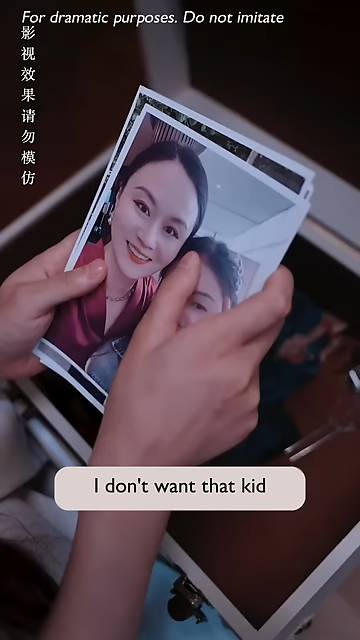 For dramatic purposes. Do not imitate
影视效果请勿模仿
I don't want that kid